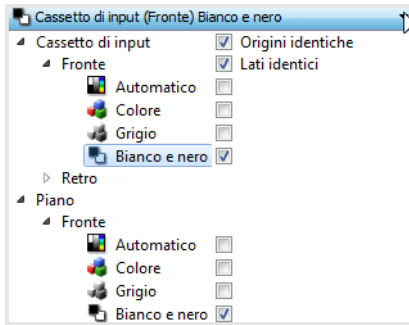 Cassetto di input (Fronte) Bianco e nero
Cassetto di input Origini identiche
Fronte Lati identici
Automatico
Colore
Grigio
Bianco e nero
Retro
Piano
Fronte
Automatico
Colore
Grigio
Bianco e nero